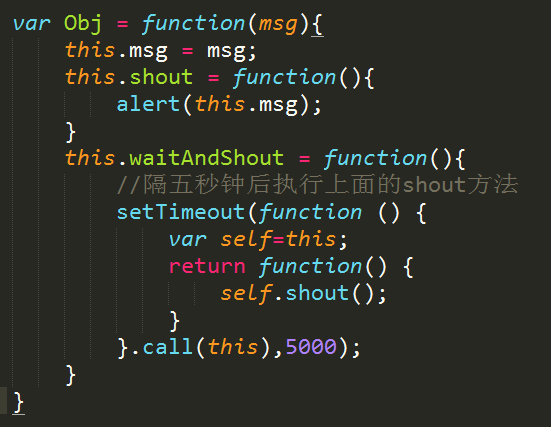 var Obj = function(msg){
    this.msg = msg;
    this.shout = function(){
        alert(this.msg);
    }
    this.waitAndShout = function(){
        //隔五秒钟后执行上面的shout方法
        setTimeout(function () {
            var self=this;
            return function() {
                self.shout();
            }
        }.call(this),5000);
    }
}